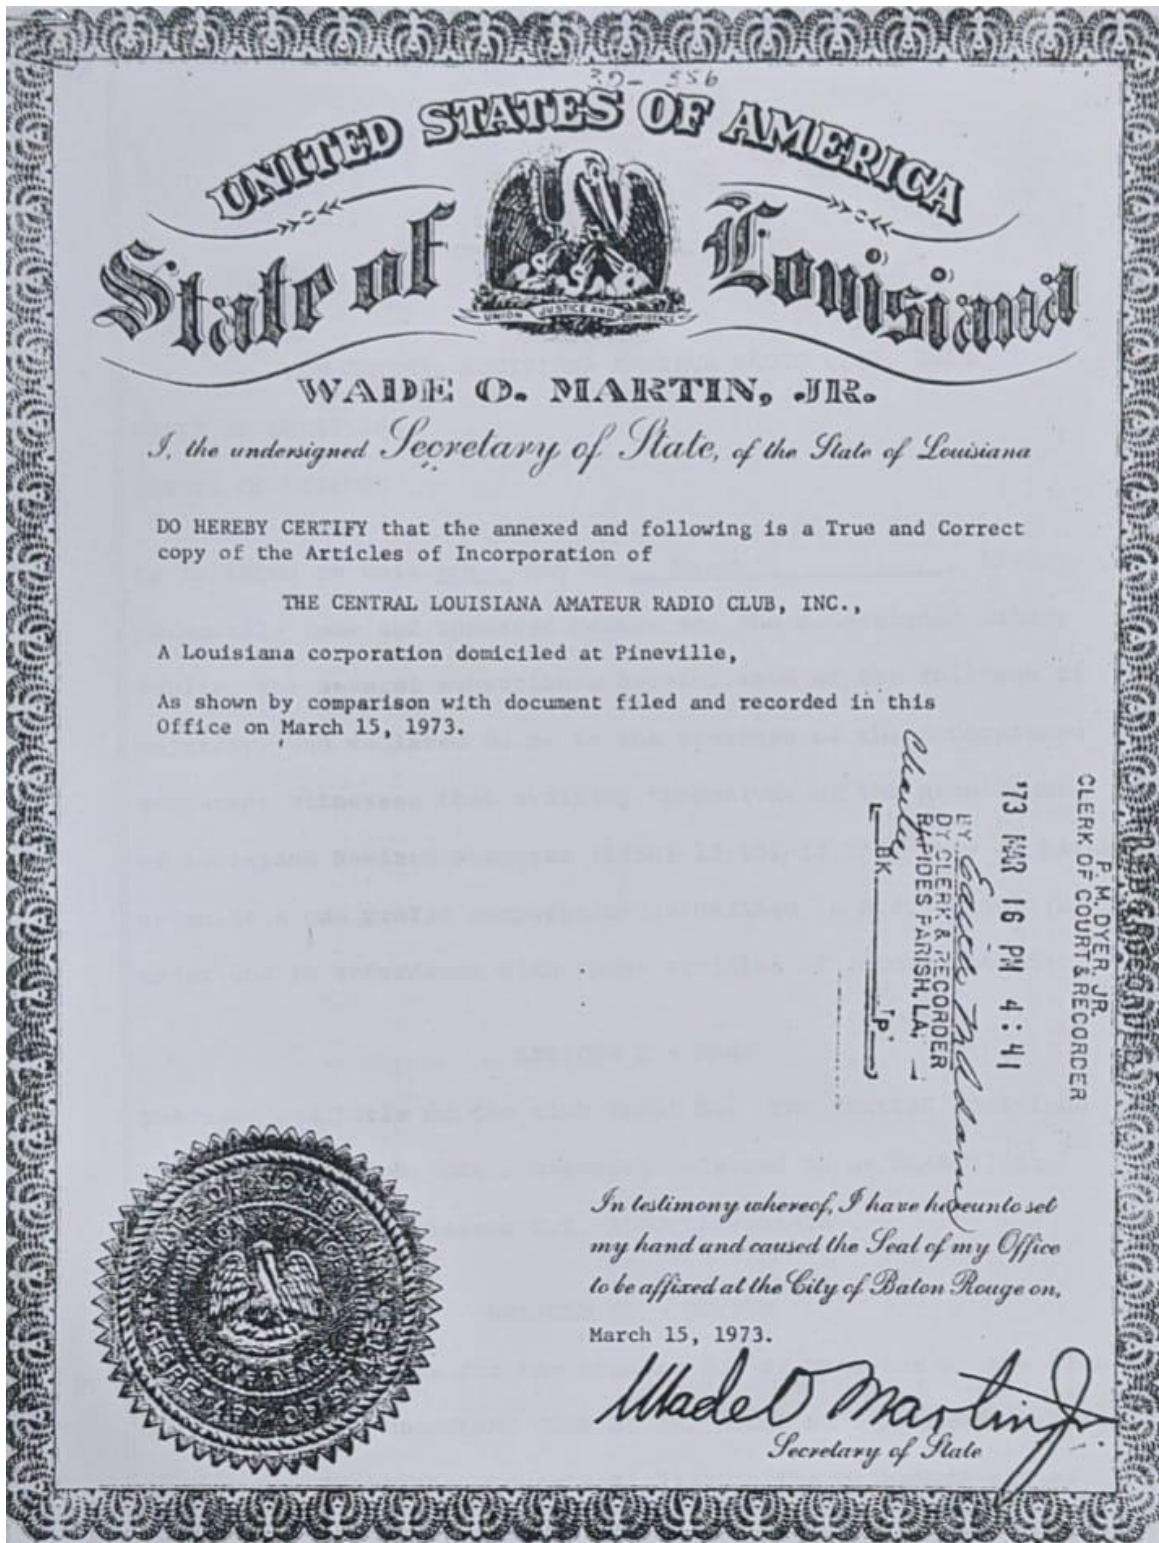 39-556
UNITED STATES OF AMERICA
State of Louisiana
UNION JUSTICE AND CONFIDENCE
WADE O. MARTIN, JR.
I, the undersigned Secretary of State, of the State of Louisiana
DO HEREBY CERTIFY that the annexed and following is a True and Correct
copy of the Articles of Incorporation of
THE CENTRAL LOUISIANA AMATEUR RADIO CLUB, INC.,
A Louisiana corporation domiciled at Pineville,
As shown by comparison with document filed and recorded in this
Office on March 15, 1973.
P. M. DYER, JR.
CLERK OF COURT & RECORDER
'73 MAR 16 PM 4:41
BY
DY. CLERK & RECORDER
RAPIDES PARISH, LA.
In testimony whereof, I have hereunto set
my hand and caused the Seal of my Office
to be affixed at the City of Baton Rouge on,
March 15, 1973.
Wade O Martin Jr.
Secretary of State